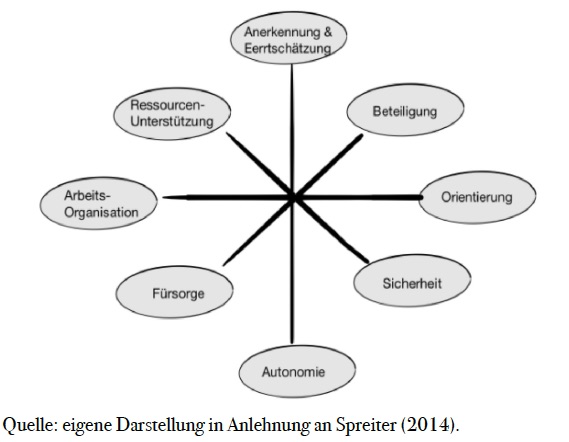 Anerkennung &
Eerrtschätzung
Ressourcen-
Unterstützung
Beteiligung
Arbeits-
Organisation
Orientierung
Fürsorge
Sicherheit
Autonomie
Quelle: eigene Darstellung in Anlehnung an Spreiter (2014).